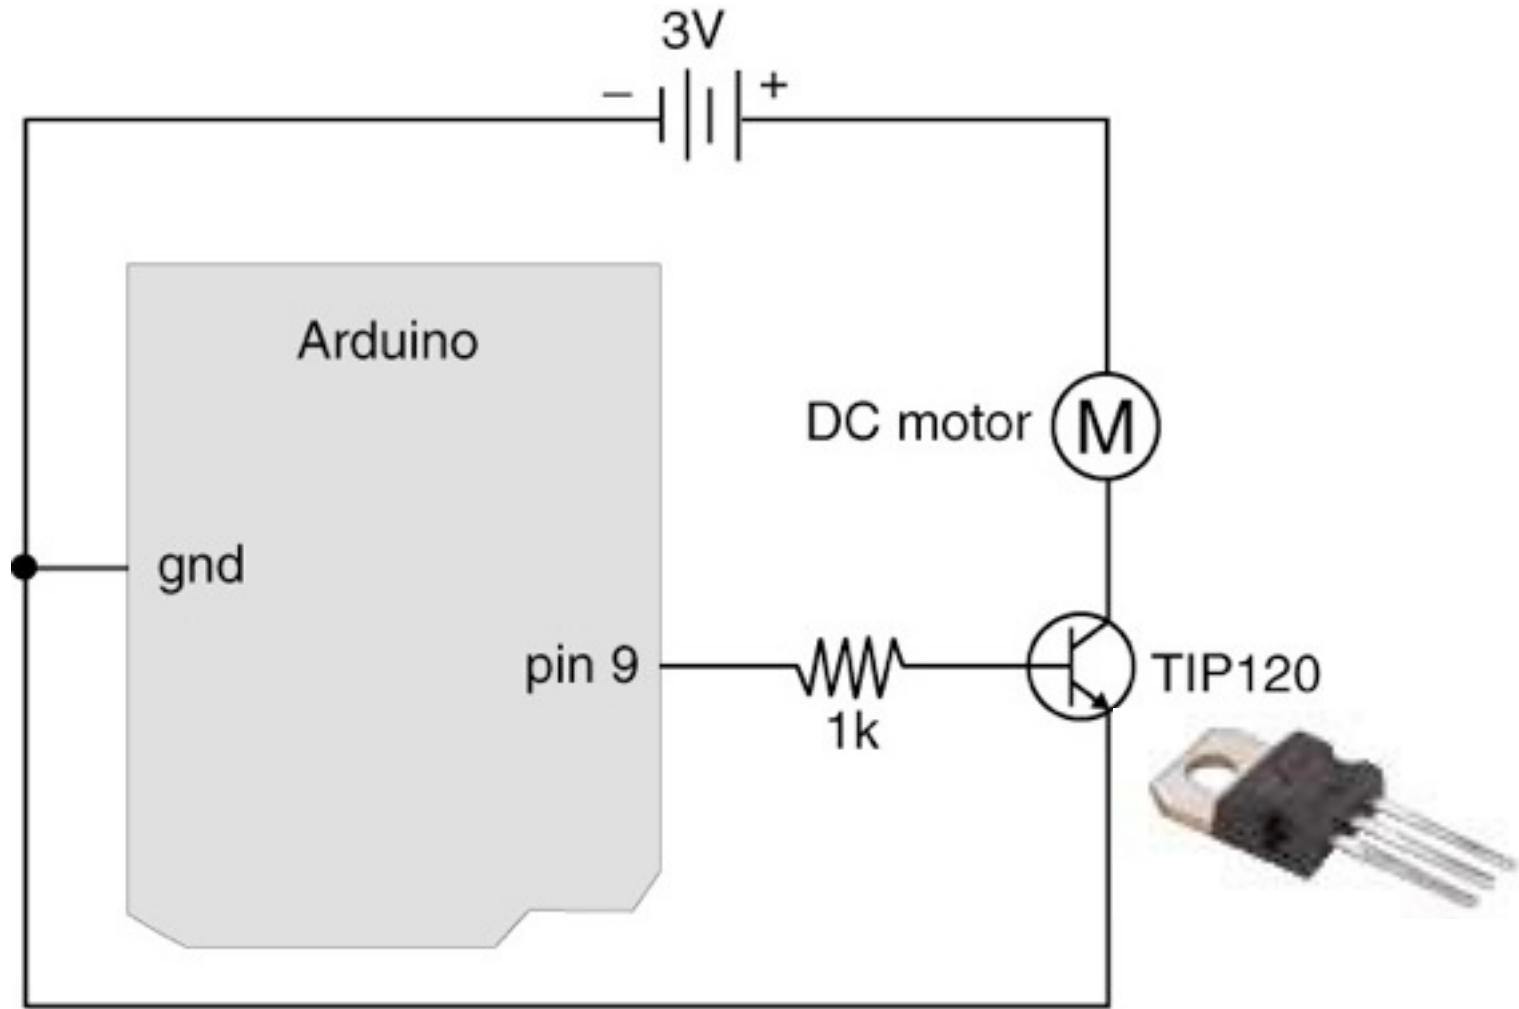 3V
− +
Arduino
DC motor
M
gnd
pin 9
1k
TIP120